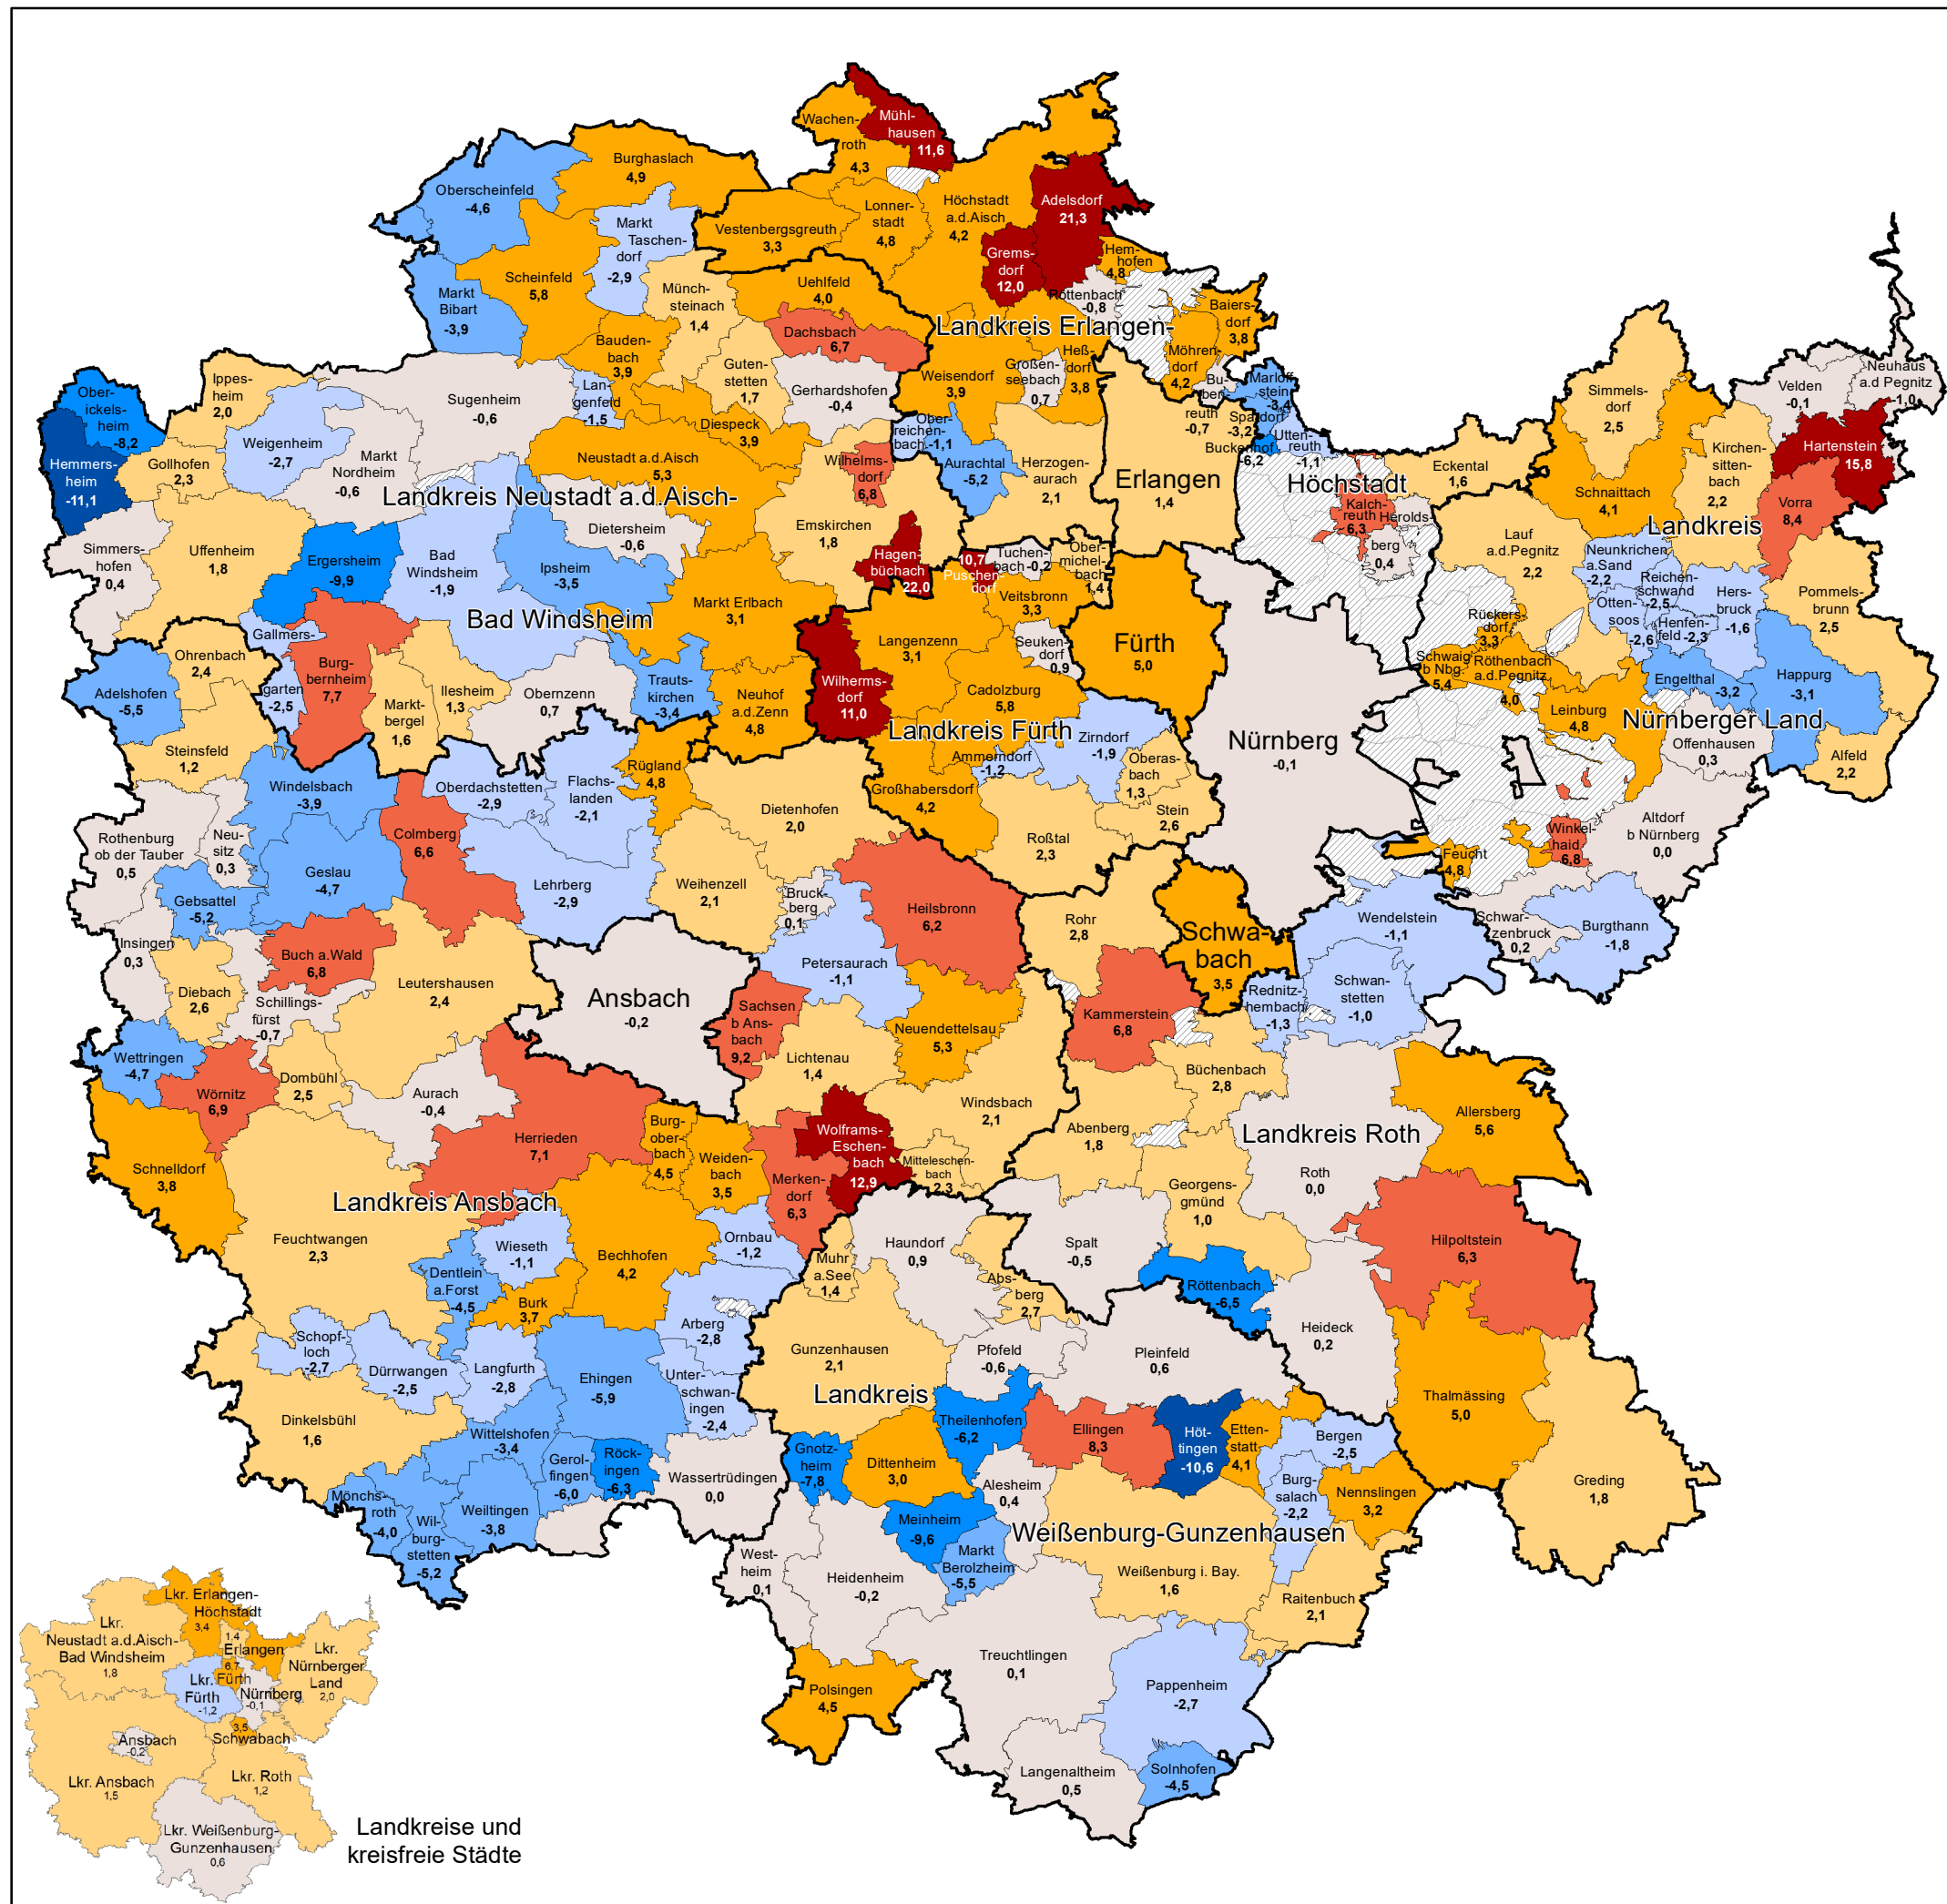 Wachen-
roth
4,3
Mühl-
hausen
11,6
Burghaslach
4,9
Oberscheinfeld
-4,6
Markt
Taschen-
dorf
-2,9
Vestenbergsgreuth
3,3
Lonner-
stadt
4,8
Höchstadt
a.d.Aisch
4,2
Adelsdorf
21,3
Grems-
dorf
12,0
Hem-
hofen
4,8
Röttenbach
-0,8
Scheinfeld
5,8
Markt
Bibart
-3,9
Münch-
steinach
1,4
Uehlfeld
4,0
Dachsbach
6,7
Landkreis Erlangen-
Baiers-
dorf
3,8
Möhren-
dorf
4,2
Bu-
ben-
reuth
-0,7
Marloff-
stein
-3,4
Spardorf
-3,2
Utten-
reuth
-1,1
Buckenhof
-6,2
Bauden-
bach
3,9
Guten-
stetten
1,7
Gerhardshofen
-0,4
Weisendorf
3,9
Großen-
seebach
0,7
Heß-
dorf
3,8
Ippes-
heim
2,0
Ober-
ickels-
heim
-8,2
Hemmers-
heim
-11,1
Gollhofen
2,3
Weigenheim
-2,7
Sugenheim
-0,6
Lan-
genfeld
-1,5
Diespeck
3,9
Markt
Nordheim
-0,6
Neustadt a.d.Aisch
5,3
Wilhelms-
dorf
6,8
Ober-
reichen-
bach
-1,1
Aurachtal
-5,2
Herzogen-
aurach
2,1
Erlangen
1,4
Höchstadt
Kalch-
reuth
6,3
Herolds-
berg
0,4
Eckental
1,6
Simmels-
dorf
2,5
Velden
-0,1
Neuhaus
a.d Pegnitz
-1,0
Hartenstein
15,8
Kirchen-
sitten-
bach
2,2
Schnaittach
4,1
Vorra
8,4
Landkreis
Landkreis Neustadt a.d.Aisch-
Dietersheim
-0,6
Emskirchen
1,8
Hagen-
büchach
22,0
10,7
Puschen-
dorf
Tuchen-
bach
-0,2
Ober-
michel-
bach
1,4
Veitsbronn
3,3
Simmers-
hofen
0,4
Uffenheim
1,8
Ergersheim
-9,9
Bad
Windsheim
-1,9
Ipsheim
-3,5
Bad Windsheim
Markt Erlbach
3,1
Langenzenn
3,1
Seuken-
dorf
0,9
Fürth
5,0
Lauf
a.d.Pegnitz
2,2
Neunkirchen
a.Sand
-2,2
Reichen-
schwand
-2,5
Otten-
soos
-2,6
Henfen-
feld
-2,3
Hers-
bruck
-1,6
Pommels-
brunn
2,5
Rückers-
dorf
3,3
Schwaig
b Nbg.
5,4
Röthenbach
a.d.Pegnitz
4,0
Engelthal
-3,2
Happurg
-3,1
Leinburg
4,8
Nürnberger Land
Offenhausen
0,3
Alfeld
2,2
Gallmers-
garten
-2,5
Burg-
bernheim
7,7
Ohrenbach
2,4
Adelshofen
-5,5
Steinsfeld
1,2
Markt-
bergel
1,6
Ilesheim
1,3
Obernzenn
0,7
Trauts-
kirchen
-3,4
Neuhof
a.d.Zenn
4,8
Wilherms-
dorf
11,0
Cadolzburg
5,8
Landkreis Fürth
Ammerndorf
-1,2
Zirndorf
-1,9
Oberas-
bach
1,3
Stein
2,6
Nürnberg
-0,1
Großhabersdorf
4,2
Roßtal
2,3
Altdorf
b Nürnberg
0,0
Winkel-
haid
6,8
Feucht
4,8
Schwar-
zenbruck
0,2
Burgthann
-1,8
Windelsbach
-3,9
Oberdachstetten
-2,9
Flachs-
landen
-2,1
Rügland
4,8
Dietenhofen
2,0
Rothenburg
ob der Tauber
0,5
Neu-
sitz
0,3
Geslau
-4,7
Colmberg
6,6
Lehrberg
-2,9
Weihenzell
2,1
Bruck-
berg
0,1
Heilsbronn
6,2
Gebsattel
-5,2
Insingen
0,3
Buch a.Wald
6,8
Diebach
2,6
Schillings-
fürst
-0,7
Leutershausen
2,4
Ansbach
-0,2
Petersaurach
-1,1
Sachsen
b Ans-
bach
9,2
Neuendettelsau
5,3
Lichtenau
1,4
Rohr
2,8
Schwa-
bach
3,5
Kammerstein
6,8
Rednitz-
hembach
-1,3
Wendelstein
-1,1
Schwan-
stetten
-1,0
Büchenbach
2,8
Wettringen
-4,7
Wörnitz
6,9
Dombühl
2,5
Aurach
-0,4
Herrieden
7,1
Schnelldorf
3,8
Landkreis Ansbach
Feuchtwangen
2,3
Burg-
ober-
bach
4,5
Weiden-
bach
3,5
Wolframs-
Eschen-
bach
12,9
Merken-
dorf
6,3
Mitteleschen-
bach
2,3
Windsbach
2,1
Abenberg
1,8
Landkreis Roth
Roth
0,0
Allersberg
5,6
Georgens-
gmünd
1,0
Hilpoltstein
6,3
Spalt
-0,5
Röttenbach
-6,5
Heideck
0,2
Thalmässing
5,0
Greding
1,8
Wieseth
-1,1
Dentlein
a.Forst
-4,5
Bechhofen
4,2
Burk
3,7
Ornbau
-1,2
Arberg
-2,8
Muhr
a.See
1,4
Haundorf
0,9
Abs-
berg
2,7
Gunzenhausen
2,1
Pfofeld
-0,6
Pleinfeld
0,6
Schopf-
loch
-2,7
Dürrwangen
-2,5
Langfurth
-2,8
Ehingen
-5,9
Unter-
schwan-
ingen
-2,4
Dinkelsbühl
1,6
Wittelshofen
-3,4
Gerol-
fingen
-6,0
Röck-
ingen
-6,3
Wassertrüdingen
0,0
Mönchs-
roth
-4,0
Wil-
burg-
stetten
-5,2
Weiltingen
-3,8
Landkreis
Theilenhofen
-6,2
Ellingen
8,3
Höt-
tingen
-10,6
Etten-
statt
4,1
Bergen
-2,5
Burg-
salach
-2,2
Nennslingen
3,2
Gnotz-
heim
-7,8
Dittenheim
3,0
Alesheim
0,4
Weißenburg-Gunzenhausen
Meinheim
-9,6
Markt
Berolzheim
-5,5
West-
heim
0,1
Heidenheim
-0,2
Weißenburg i. Bay.
1,6
Raitenbuch
2,1
Treuchtlingen
0,1
Pappenheim
-2,7
Polsingen
4,5
Langenaltheim
0,5
Solnhofen
-4,5
Lkr. Erlangen-
Höchstadt
3,4
Lkr.
Neustadt a.d.Aisch-
Bad Windsheim
1,8
1,4
Erlangen
Lkr.
Nürnberger
Land
2,0
6,7
Fürth
Lkr.
Fürth
-1,2
Nürnberg
-0,1
3,5
Schwabach
Ansbach
-0,2
Lkr. Ansbach
1,5
Lkr. Roth
1,2
Lkr. Weißenburg-
Gunzenhausen
0,6
Landkreise und
kreisfreie Städte